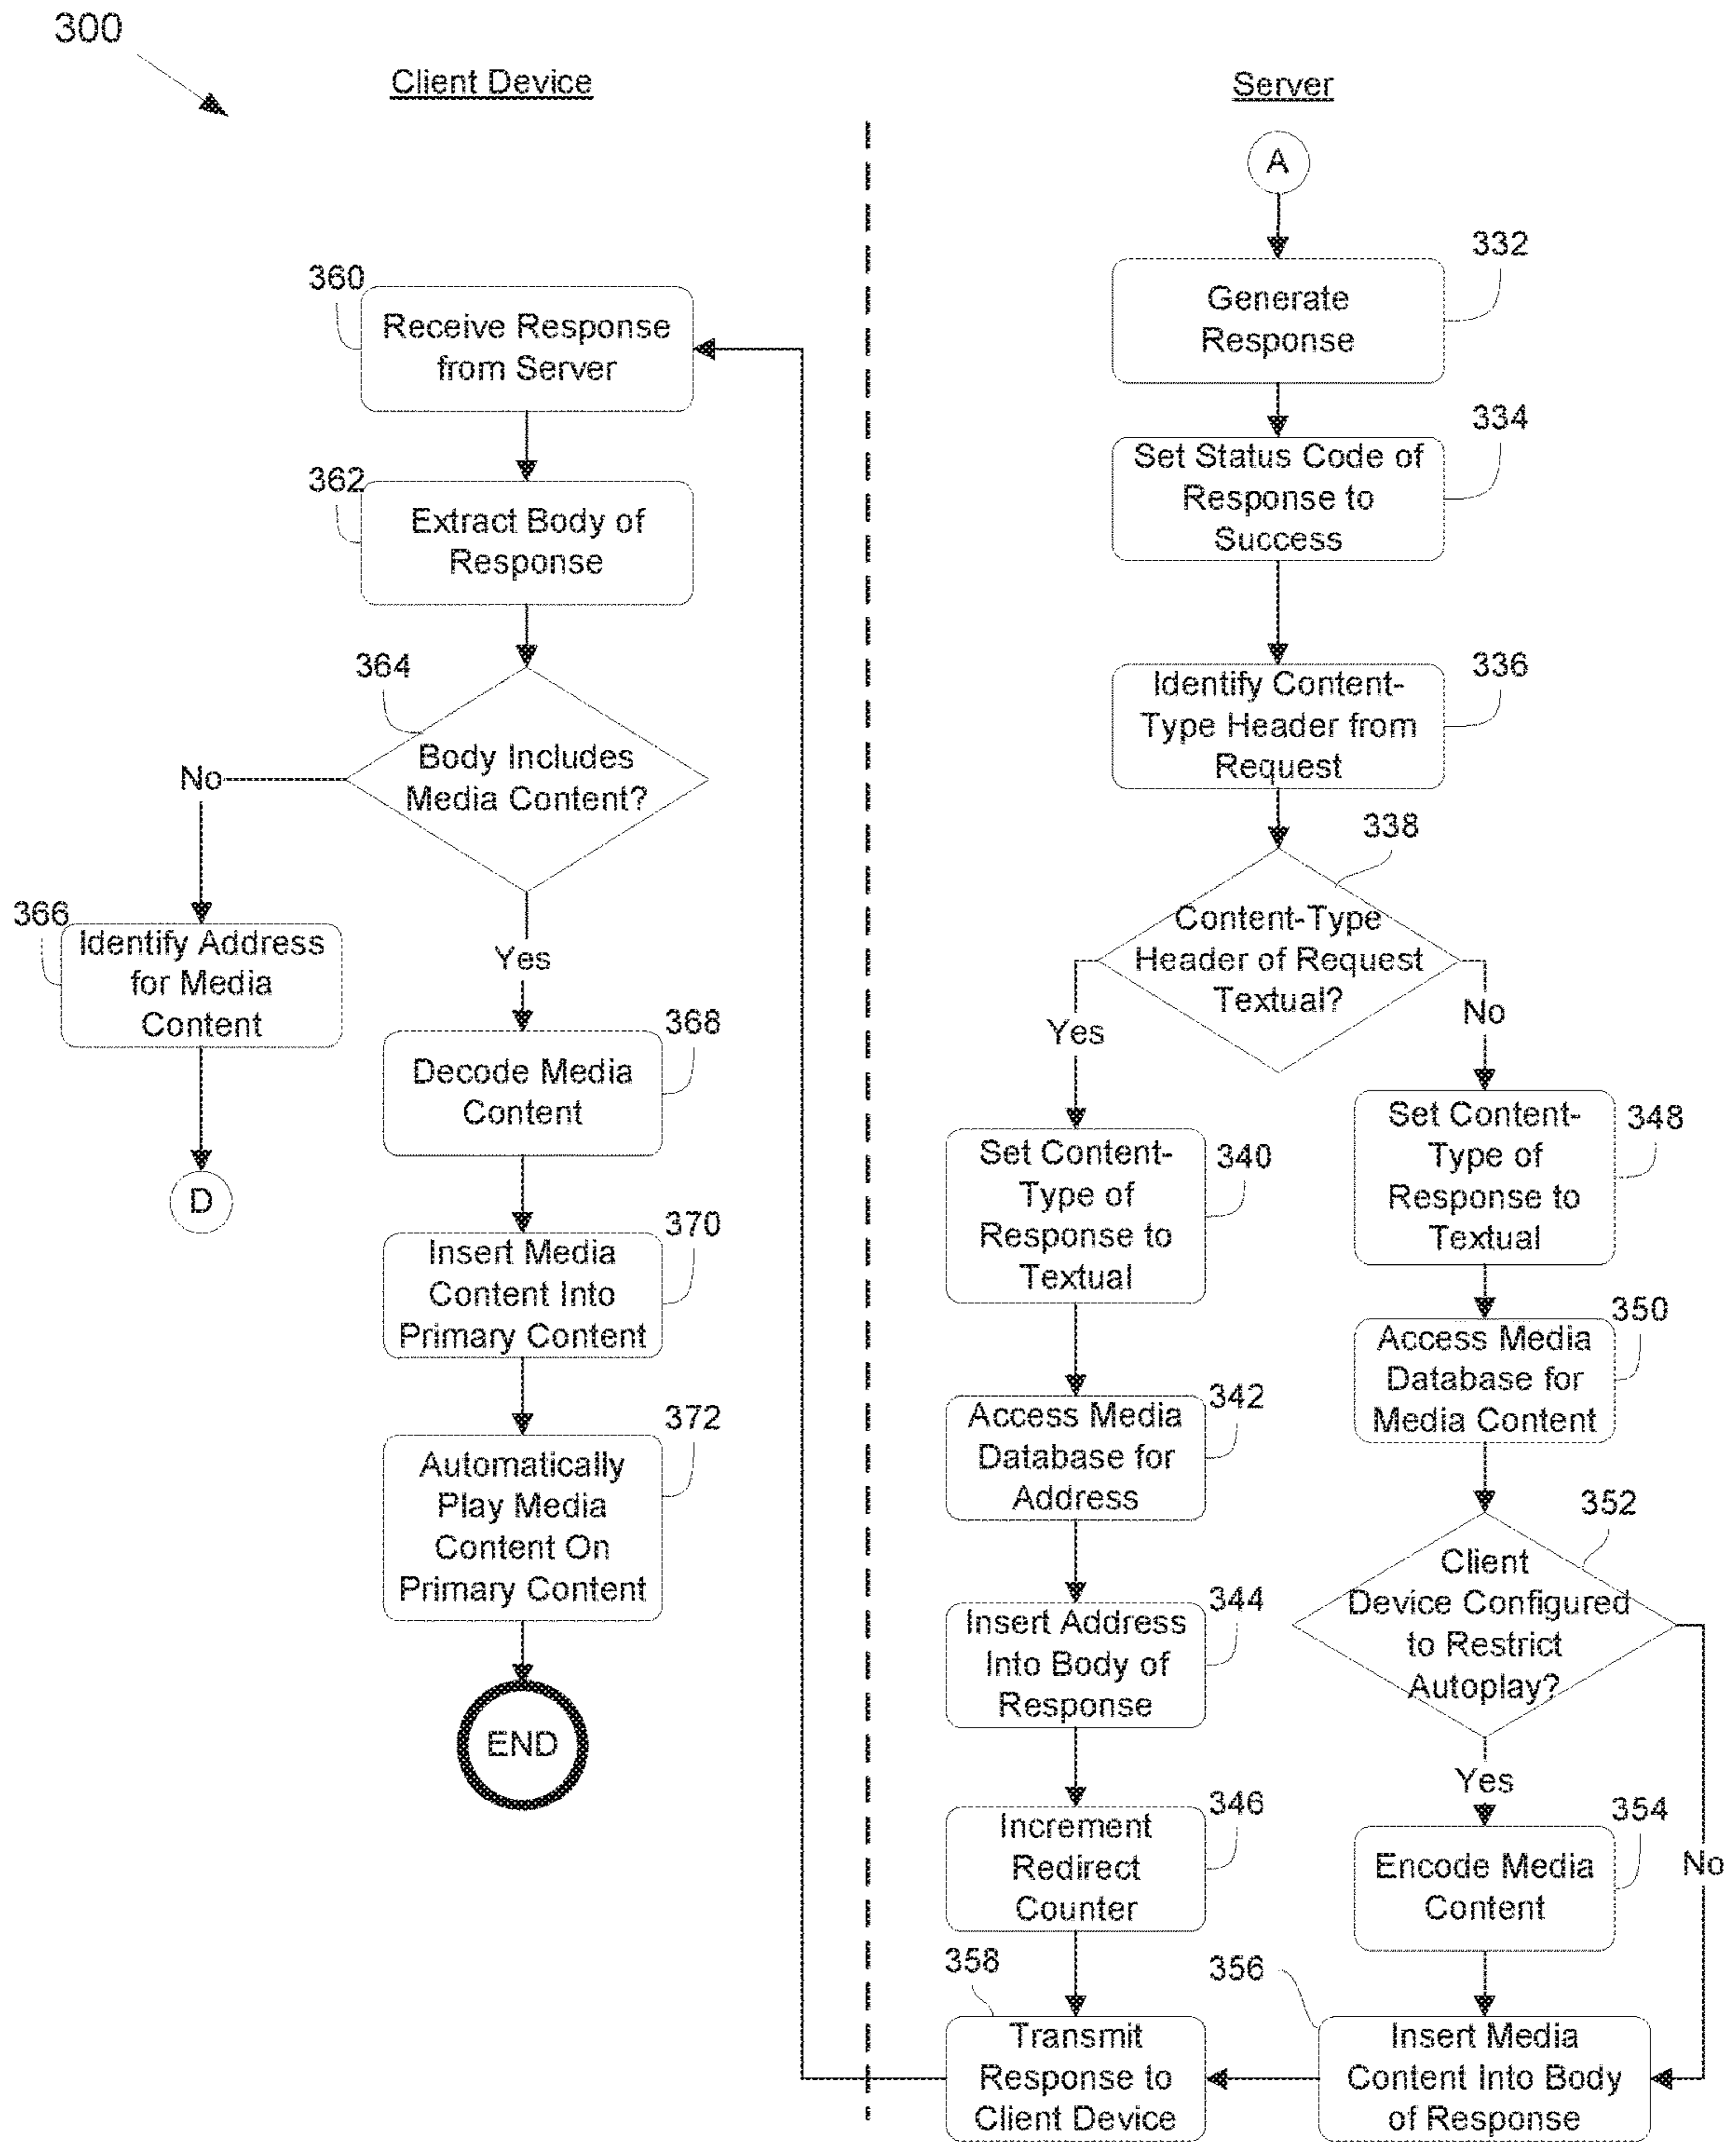 300
Client Device
Server
A
332
Generate
Response
334
Set Status Code of
Response to
Success
336
Identify Content-
Type Header from
Request
338
Content-Type
Header of Request
Textual?
Yes
No
340
Set Content-
Type of
Response to
Textual
342
Access Media
Database for
Address
344
Insert Address
Into Body of
Response
346
Increment
Redirect
Counter
348
Set Content-
Type of
Response to
Textual
350
Access Media
Database for
Media Content
352
Client
Device Configured
to Restrict
Autoplay?
Yes
No
354
Encode Media
Content
356
Insert Media
Content Into Body
of Response
358
Transmit
Response to
Client Device
360
Receive Response
from Server
362
Extract Body of
Response
364
Body Includes
Media Content?
No
Yes
366
Identify Address
for Media
Content
D
368
Decode Media
Content
370
Insert Media
Content Into
Primary Content
372
Automatically
Play Media
Content On
Primary Content
END